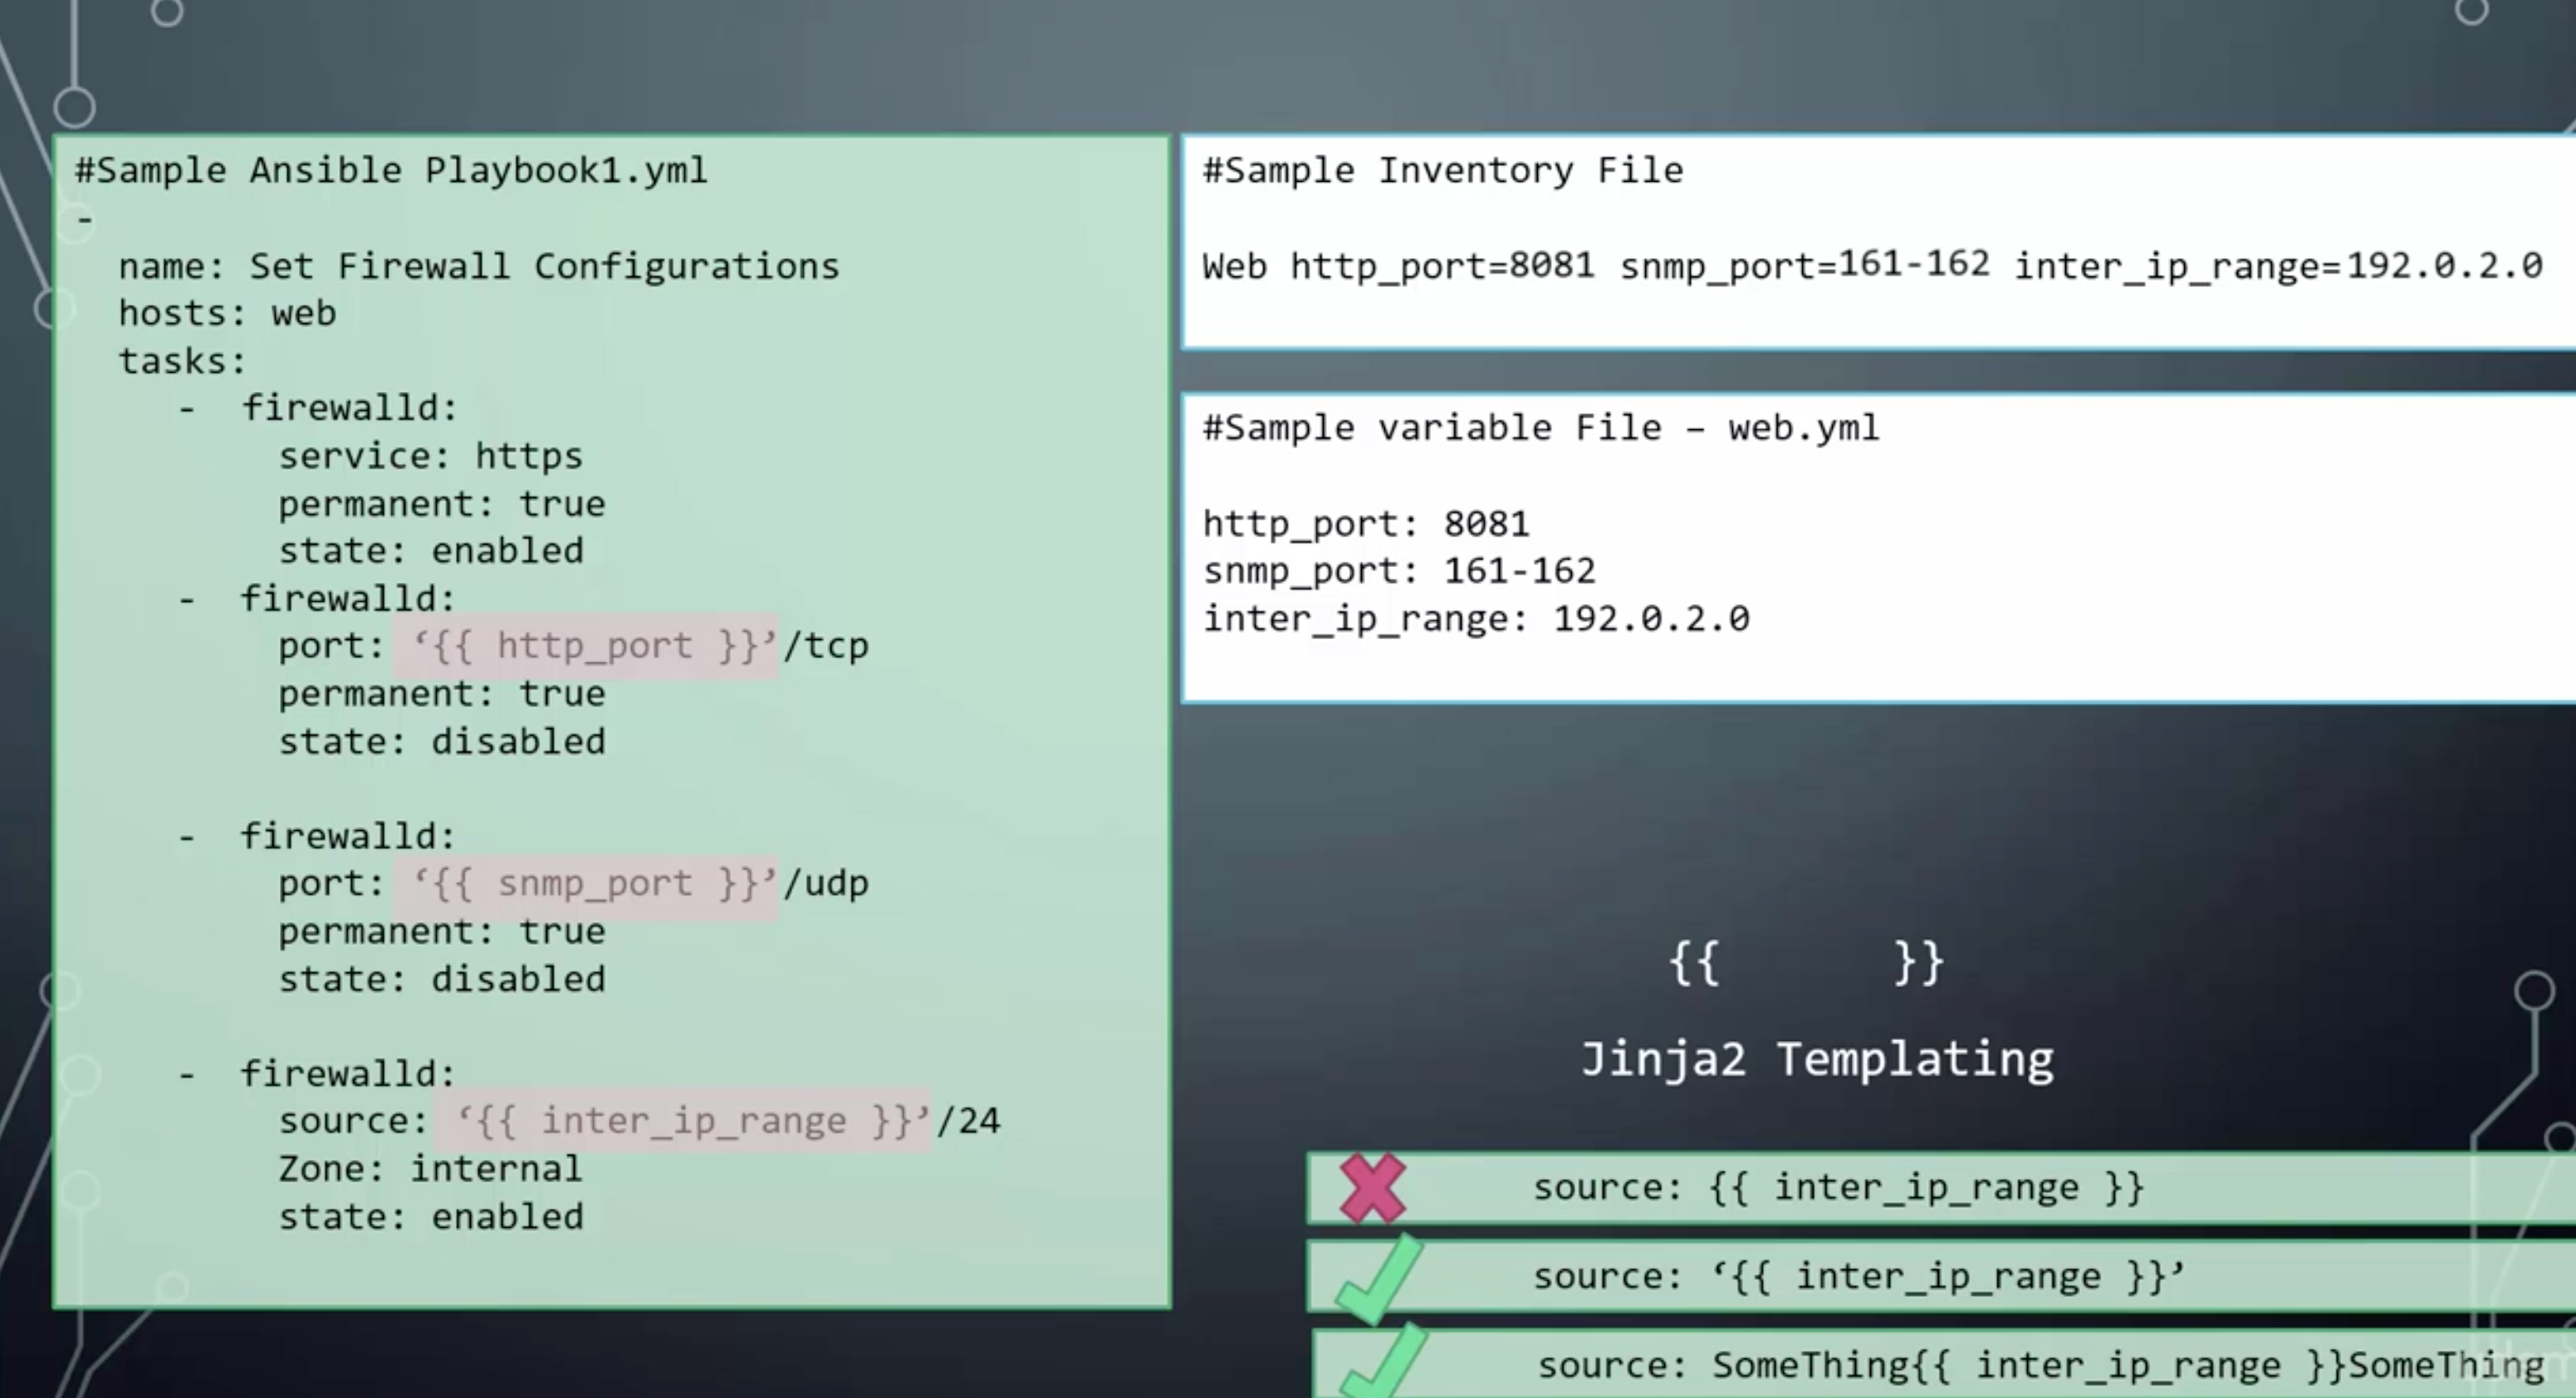 #Sample Ansible Playbook1.yml
-
name: Set Firewall Configurations
hosts: web
tasks:
- firewalld:
service: https
permanent: true
state: enabled
- firewalld:
port: ‘{{ http_port }}’/tcp
permanent: true
state: disabled
- firewalld:
port: ‘{{ snmp_port }}’/udp
permanent: true
state: disabled
- firewalld:
source: ‘{{ inter_ip_range }}’/24
Zone: internal
state: enabled
#Sample Inventory File
Web http_port=8081 snmp_port=161-162 inter_ip_range=192.0.2.0
#Sample variable File – web.yml
http_port: 8081
snmp_port: 161-162
inter_ip_range: 192.0.2.0
{{ }}
Jinja2 Templating
source: {{ inter_ip_range }}
source: ‘{{ inter_ip_range }}’
source: SomeThing{{ inter_ip_range }}SomeThing